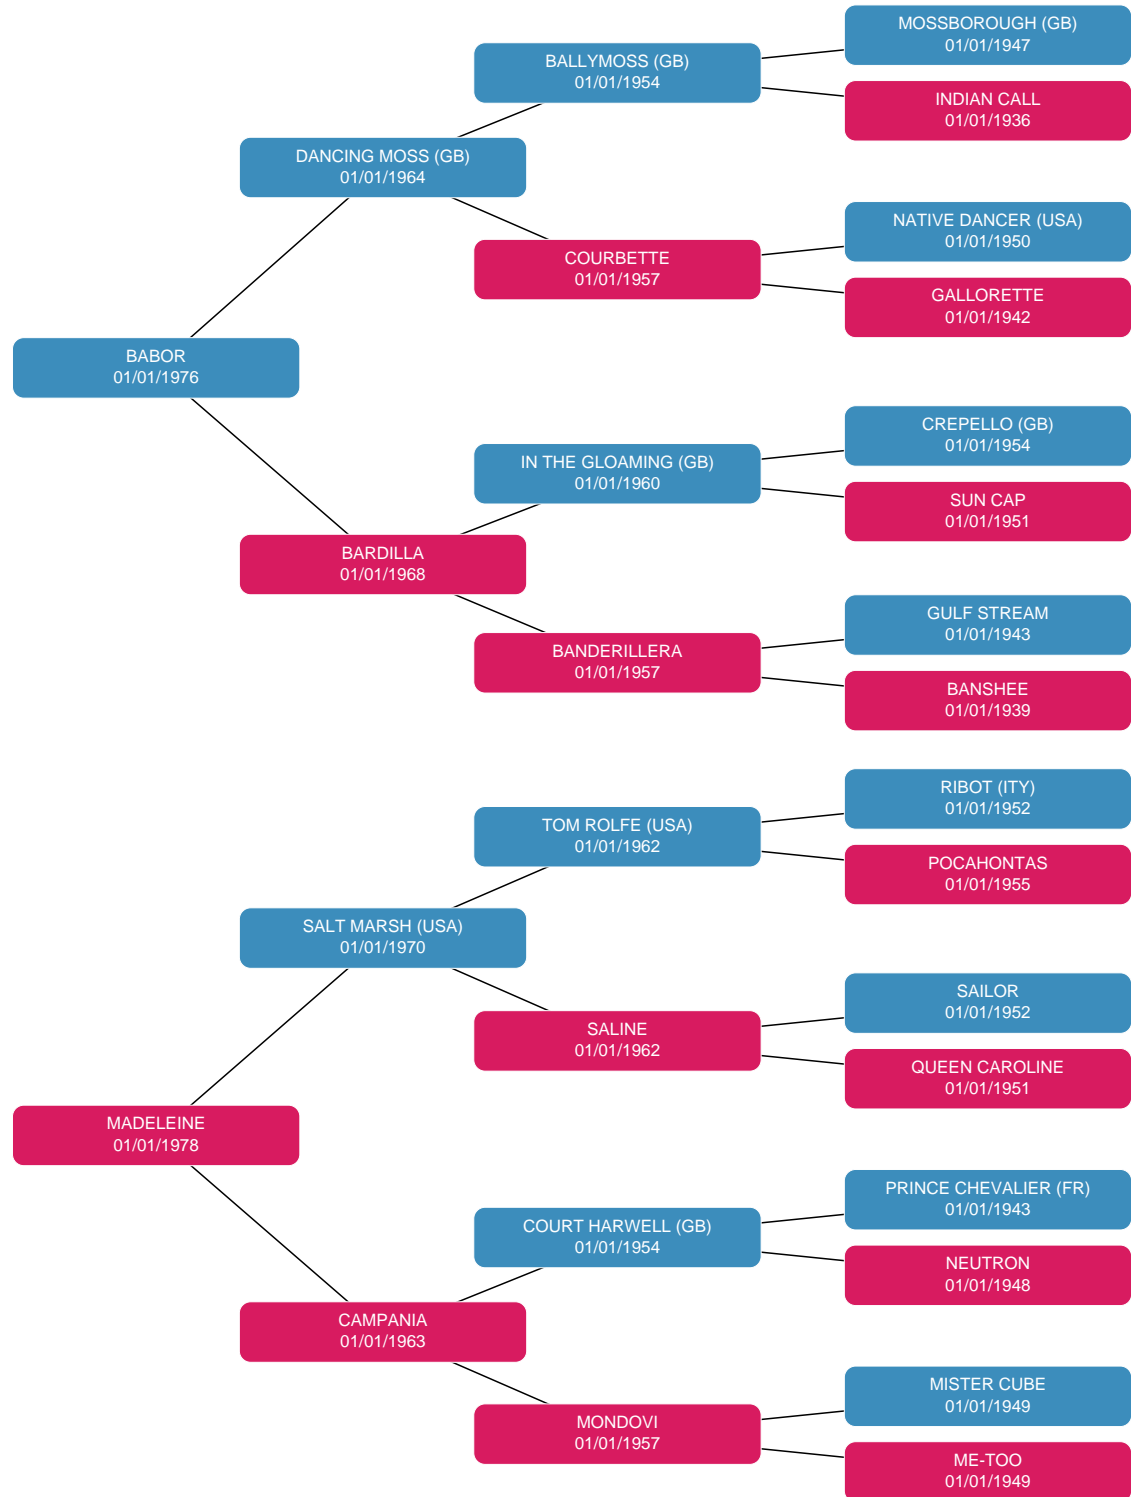 MOSSBOROUGH (GB)
01/01/1947
BALLYMOSS (GB)
01/01/1954
INDIAN CALL
01/01/1936
DANCING MOSS (GB)
01/01/1964
NATIVE DANCER (USA)
01/01/1950
COURBETTE
01/01/1957
GALLORETTE
01/01/1942
BABOR
01/01/1976
CREPELLO (GB)
01/01/1954
IN THE GLOAMING (GB)
01/01/1960
SUN CAP
01/01/1951
BARDILLA
01/01/1968
GULF STREAM
01/01/1943
BANDERILLERA
01/01/1957
BANSHEE
01/01/1939
RIBOT (ITY)
01/01/1952
TOM ROLFE (USA)
01/01/1962
POCAHONTAS
01/01/1955
SALT MARSH (USA)
01/01/1970
SAILOR
01/01/1952
SALINE
01/01/1962
QUEEN CAROLINE
01/01/1951
MADELEINE
01/01/1978
PRINCE CHEVALIER (FR)
01/01/1943
COURT HARWELL (GB)
01/01/1954
NEUTRON
01/01/1948
CAMPANIA
01/01/1963
MISTER CUBE
01/01/1949
MONDOVI
01/01/1957
ME-TOO
01/01/1949